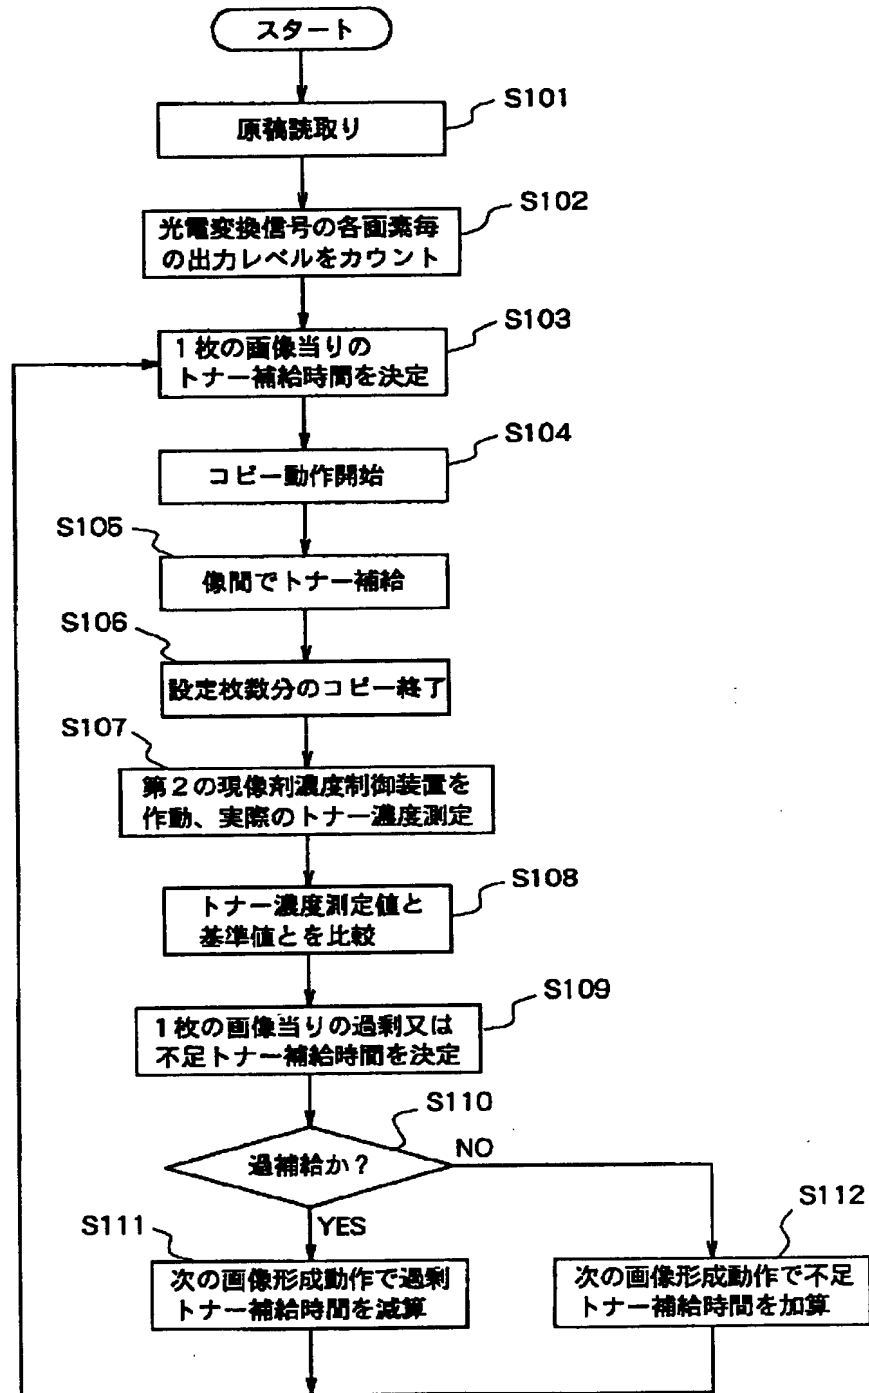 スタート
S101
原稿読取り
S102
光電変換信号の各画素毎
の出力レベルをカウント
S103
1枚の画像当りの
トナー補給時間を決定
S104
コピー動作開始
S105
像間でトナー補給
S106
設定枚数分のコピー終了
S107
第2の現像剤濃度制御装置を
作動、実際のトナー濃度測定
S108
トナー濃度測定値と
基準値とを比較
S109
1枚の画像当りの過剰又は
不足トナー補給時間を決定
S110
過補給か?
NO
YES
S111
次の画像形成動作で過剰
トナー補給時間を減算
S112
次の画像形成動作で不足
トナー補給時間を加算